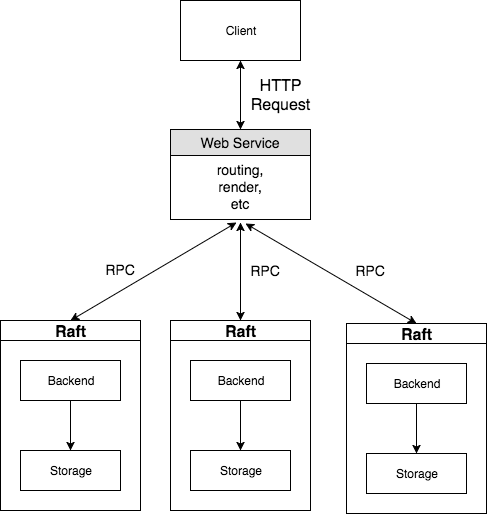 Client
HTTP
Request
Web Service
routing,
render,
etc
RPC
RPC
RPC
Raft
Raft
Raft
Backend
Backend
Backend
Storage
Storage
Storage